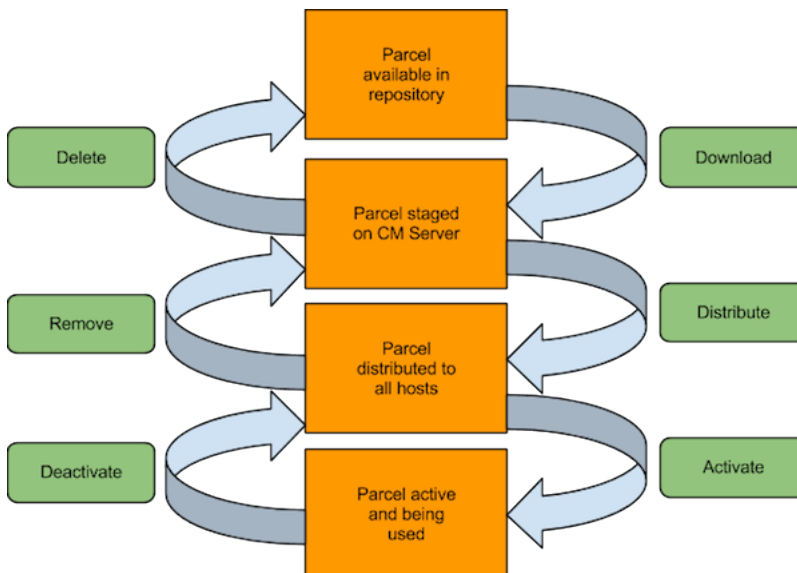 Parcel
available in
repository
Delete
Download
Parcel staged
on CM Server
Remove
Distribute
Parcel
distributed to
all hosts
Deactivate
Activate
Parcel active
and being
used